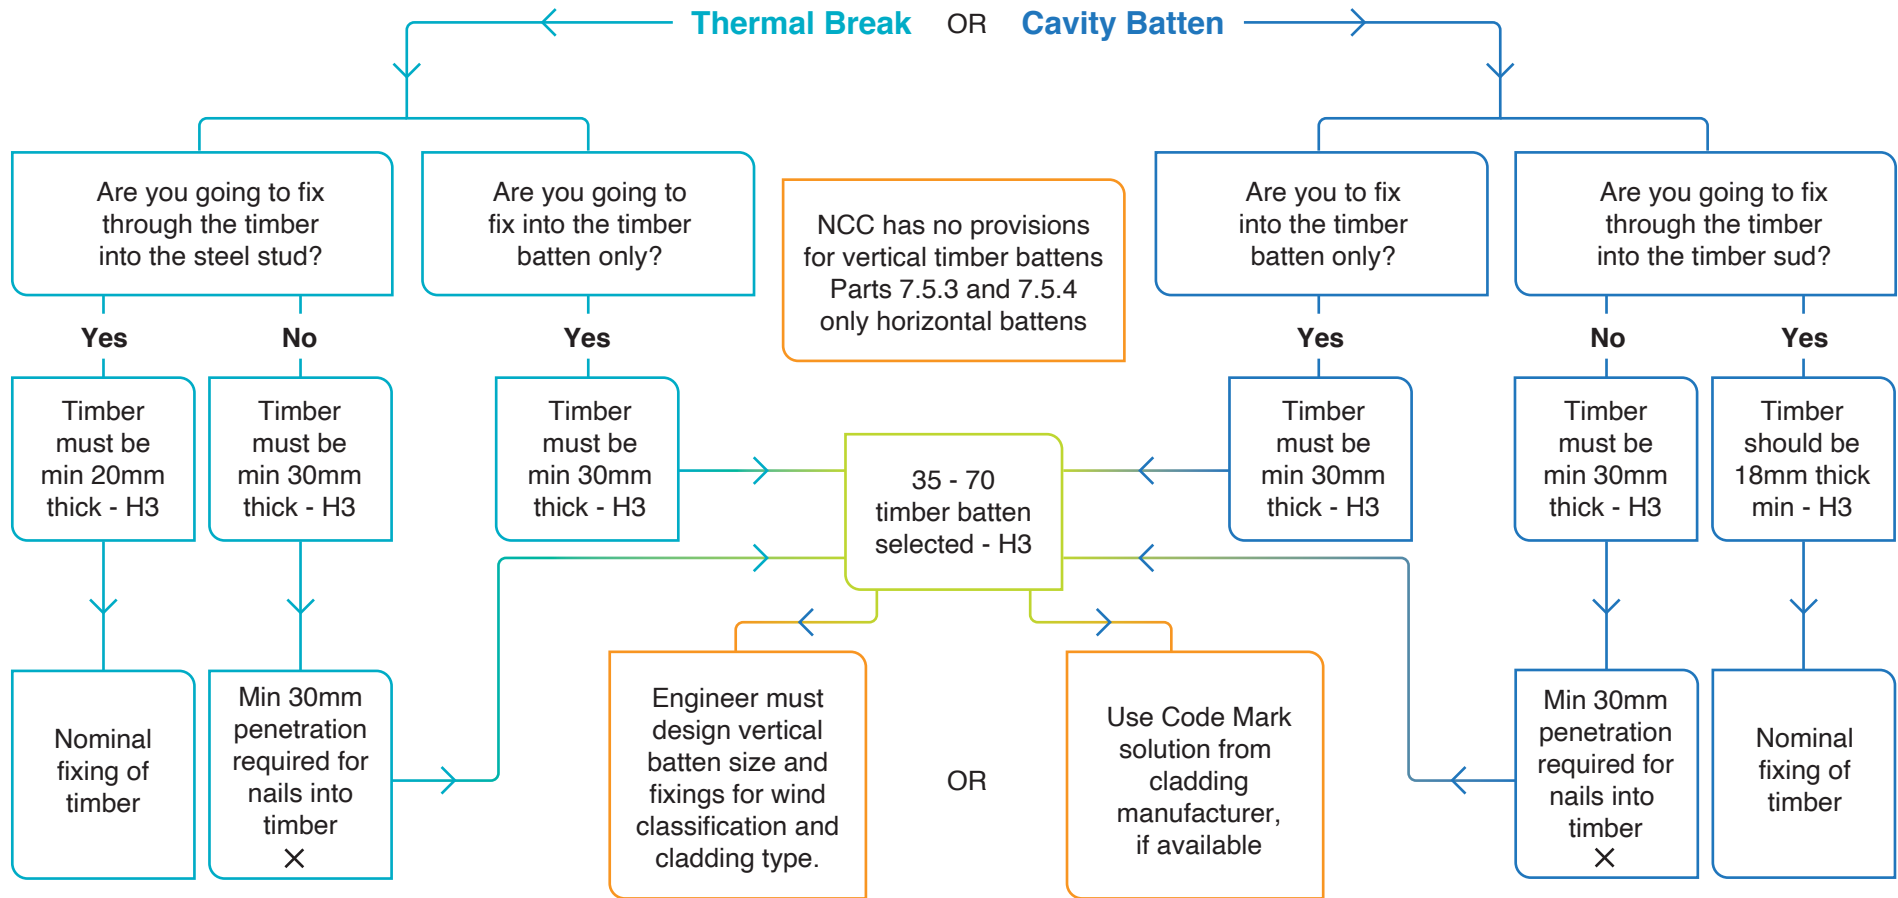 Thermal Break OR Cavity Batten
Are you going to fix
through the timber
into the steel stud?
Are you going to
fix into the timber
batten only?
NCC has no provisions
for vertical timber battens
Parts 7.5.3 and 7.5.4
only horizontal battens
Are you to fix
into the timber
batten only?
Are you going to fix
through the timber
into the timber sud?
Yes
No
Yes
Yes
No
Yes
Timber
must be
min 20mm
thick - H3
Timber
must be
min 30mm
thick - H3
Timber
must be
min 30mm
thick - H3
35 - 70
timber batten
selected - H3
Timber
must be
min 30mm
thick - H3
Timber
must be
min 30mm
thick - H3
Timber
should be
18mm thick
min - H3
Nominal
fixing of
timber
Min 30mm
penetration
required for
nails into
timber
Engineer must
design vertical
batten size and
fixings for wind
classification and
cladding type.
OR
Use Code Mark
solution from
cladding
manufacturer,
if available
Min 30mm
penetration
required for
nails into
timber
Nominal
fixing of
timber